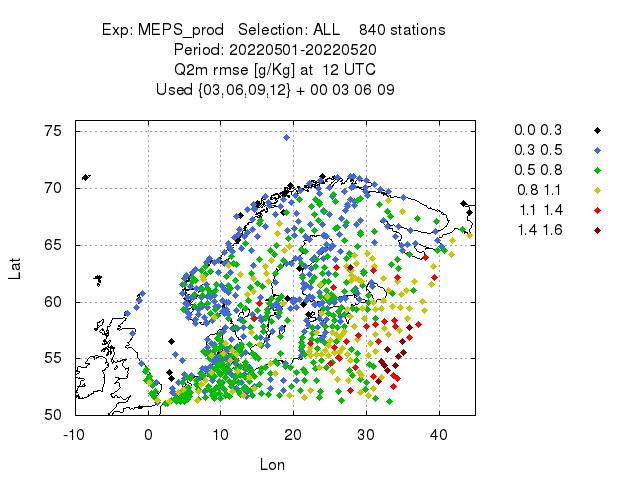 Exp: MEPS_prod   Selection: ALL    840 stations
Period: 20220501-20220520
Q2m rmse [g/Kg] at  12 UTC
Used {03,06,09,12} + 00 03 06 09
75
70
65
60
55
50
-10 0 10 20 30 40
Lat
Lon
0.0 0.3
0.3 0.5
0.5 0.8
0.8 1.1
1.1 1.4
1.4 1.6